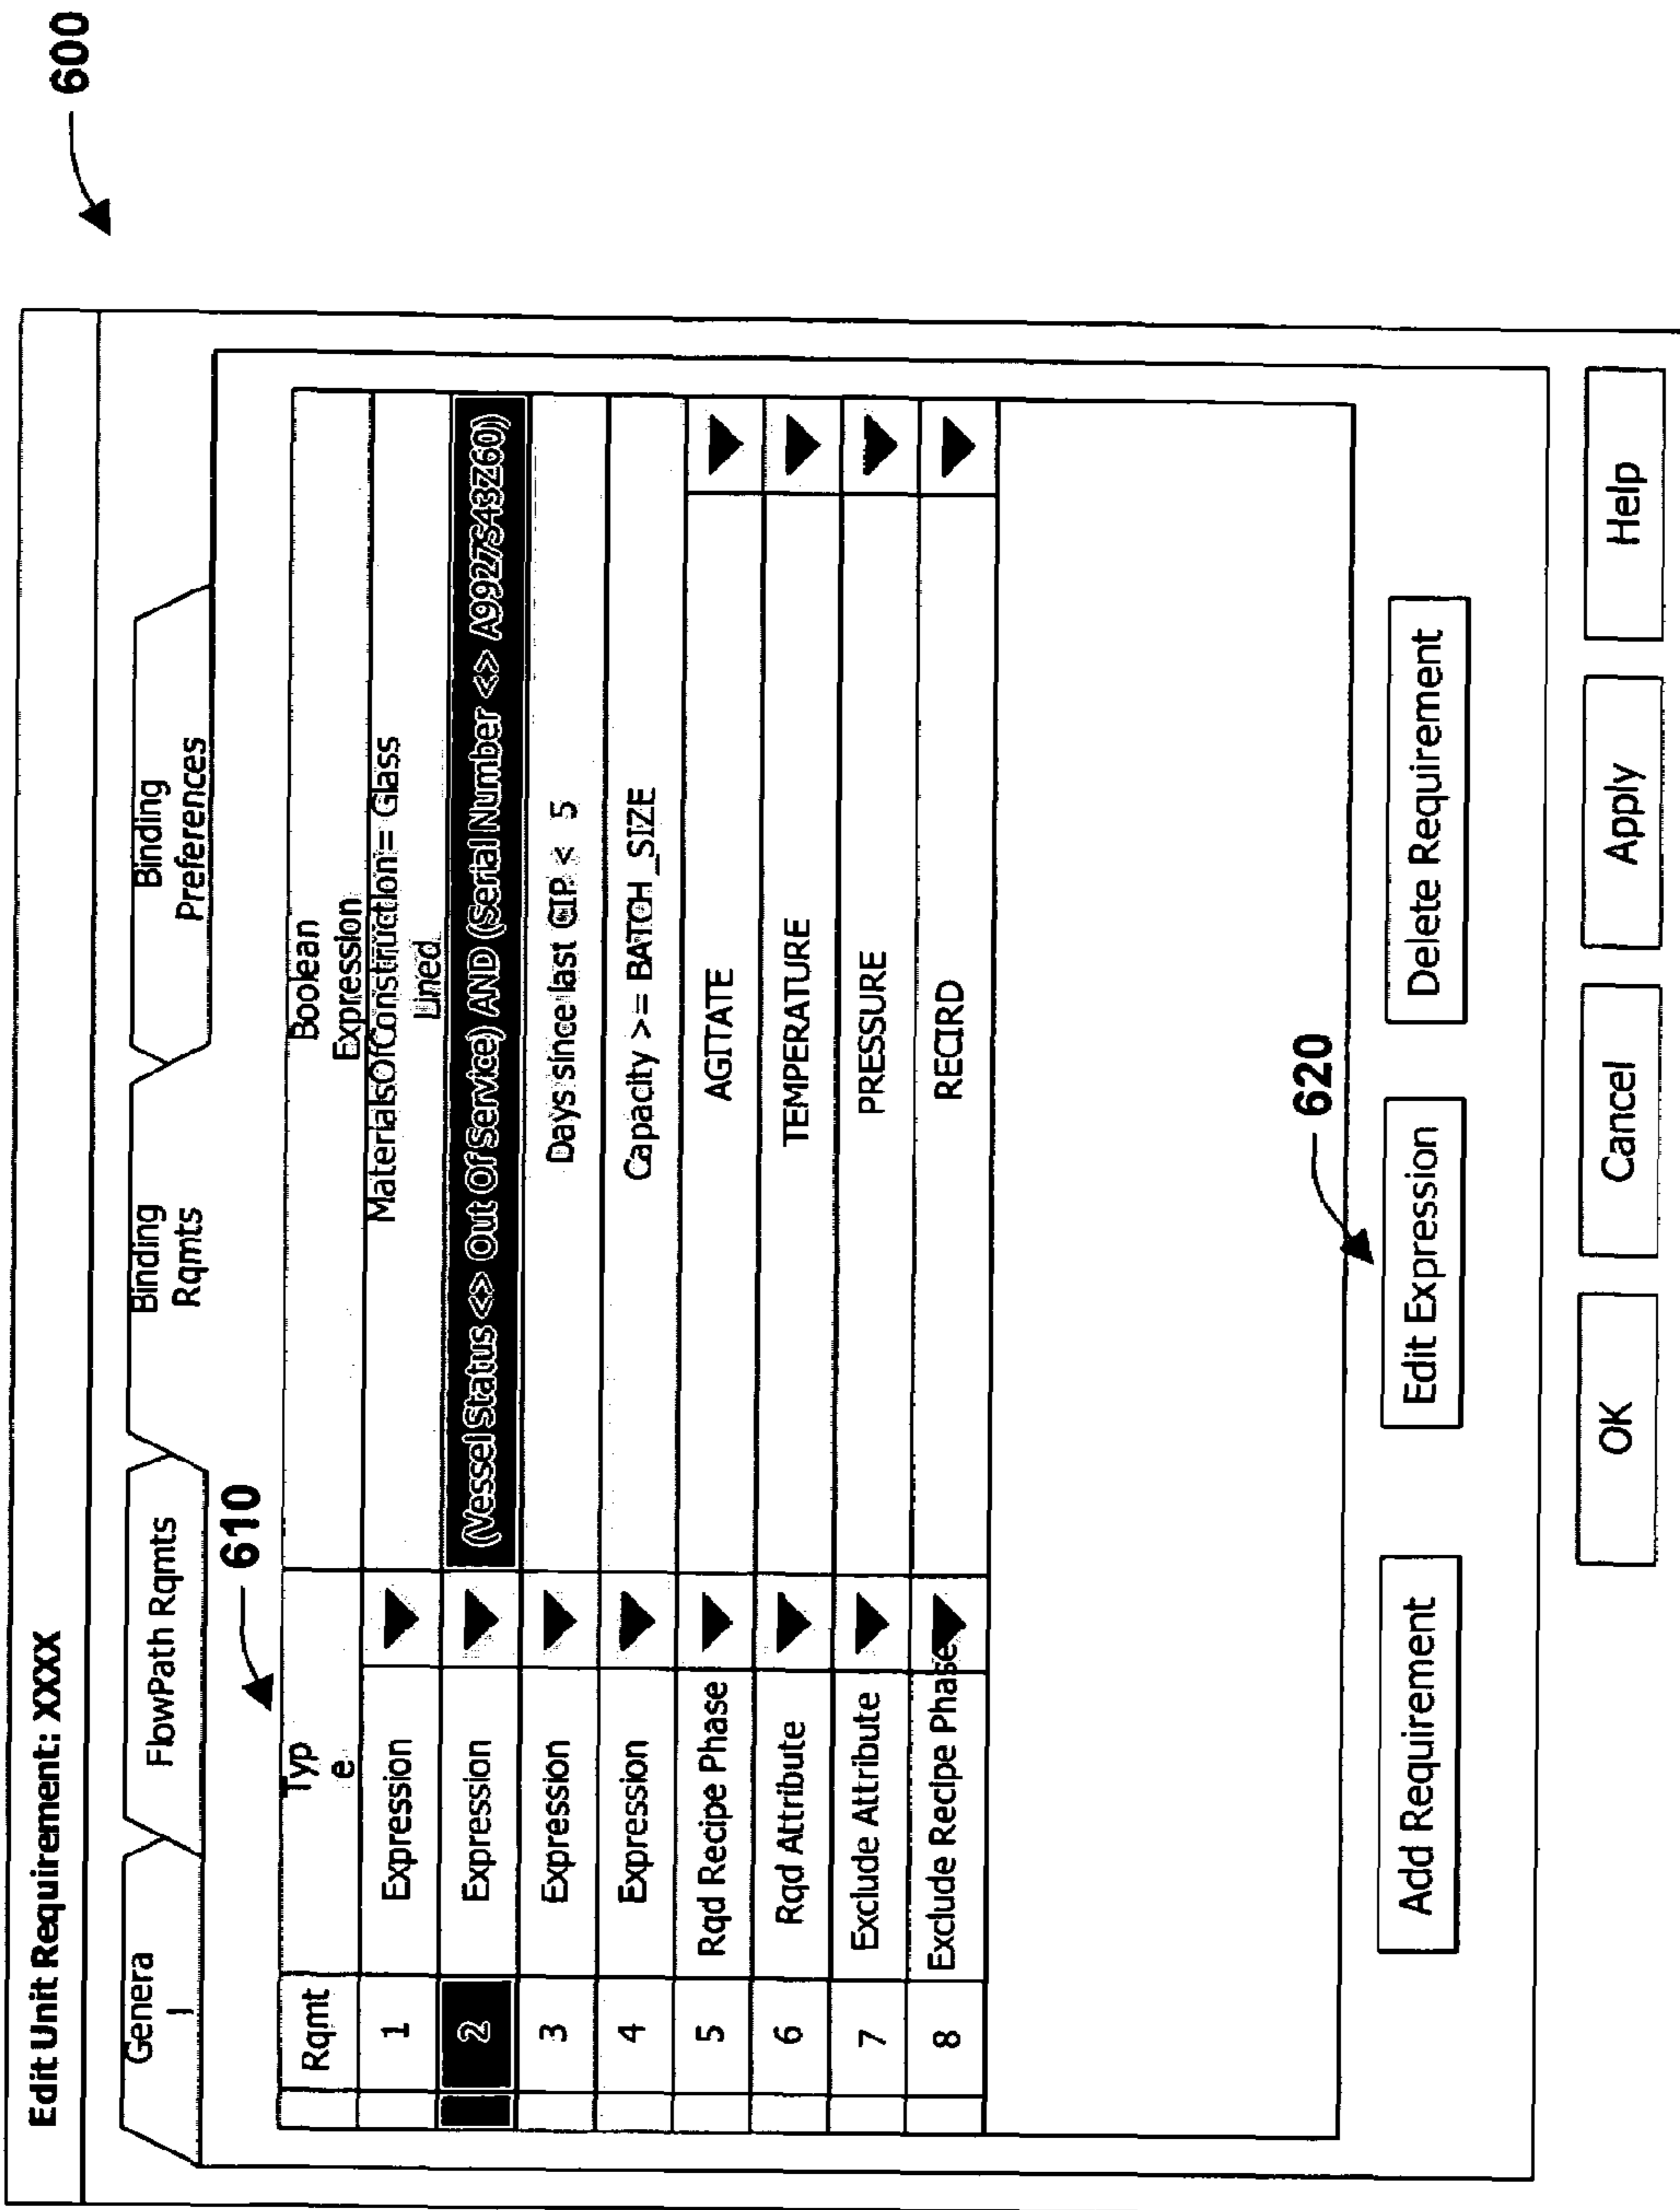 600
Edit Unit Requirement: XXXX
Genera
l
FlowPath Rqmts
Binding
Rqmts
Binding
Preferences
610
Rqmt
Typ
e
Boolean
Expression
1 Expression MaterialsOfConstruction = Glass
Lined
2 Expression (Vessel Status <> Out Of Service) AND (Serial Number <> A9927S43Z60)
3 Expression Days since last CIP < 5
4 Expression Capacity >= BATCH_SIZE
5 Rqd Recipe Phase AGITATE
6 Rqd Attribute TEMPERATURE
7 Exclude Attribute PRESSURE
8 Exclude Recipe Phase RECIRD
620
Add Requirement Edit Expression Delete Requirement
OK Cancel Apply Help